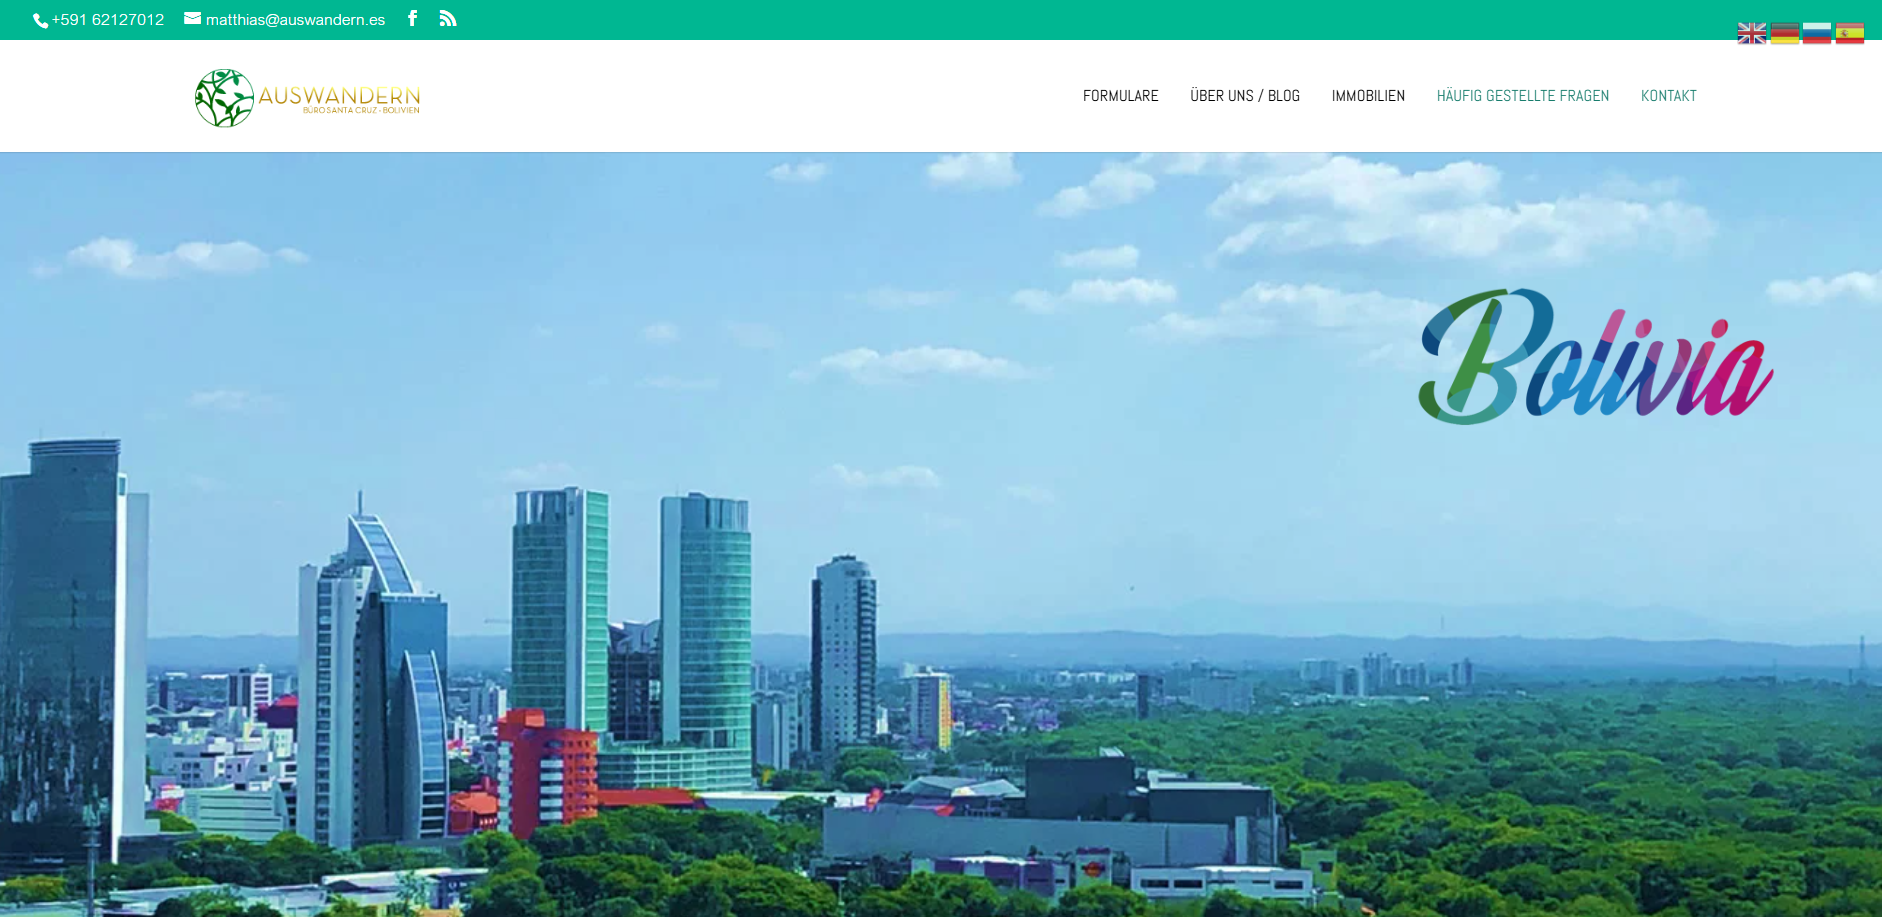 +591 62127012
matthias@auswandern.es
AUSWANDERN
BÜRO SANTA CRUZ - BOLIVIEN
FORMULARE
ÜBER UNS / BLOG
IMMOBILIEN
HÄUFIG GESTELLTE FRAGEN
KONTAKT
Bolivia